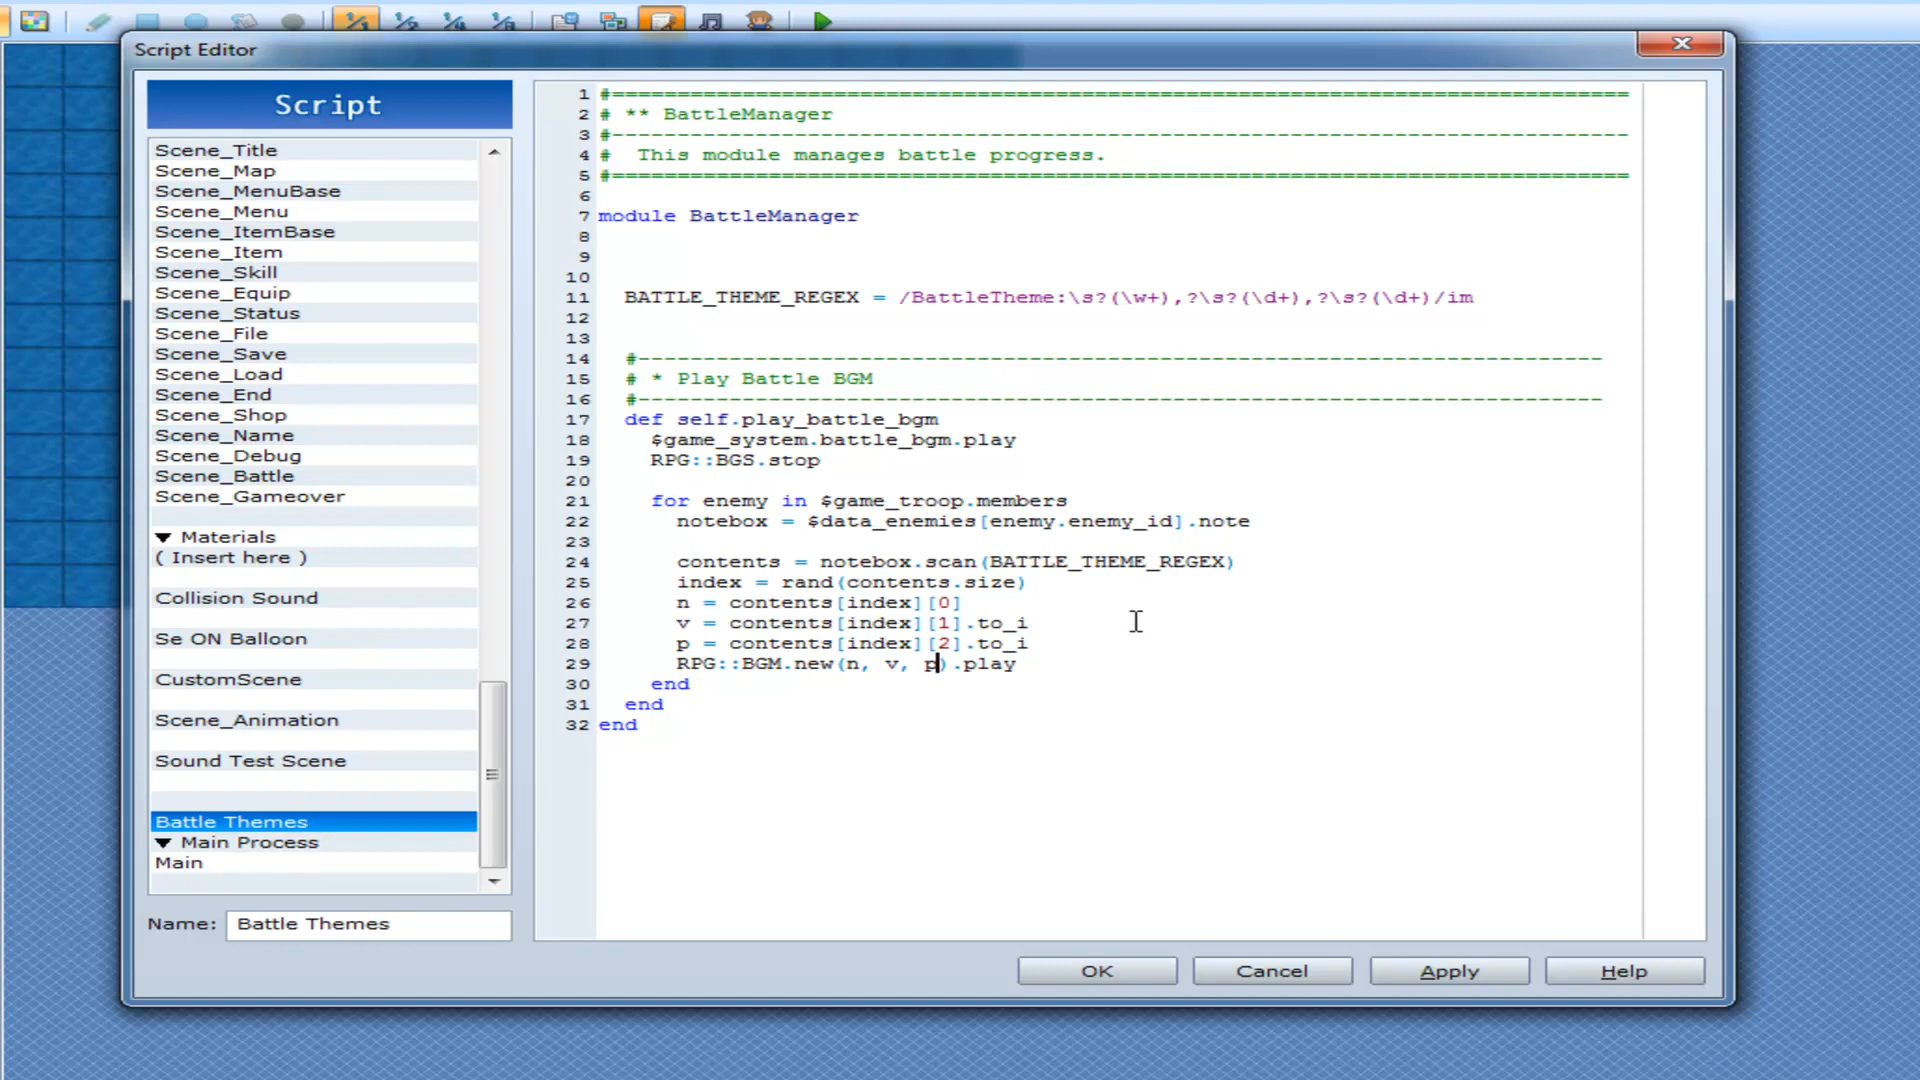 Script Editor
Script
Scene_Title
Scene_Map
Scene_MenuBase
Scene_Menu
Scene_ItemBase
Scene_Item
Scene_Skill
Scene_Equip
Scene_Status
Scene_File
Scene_Save
Scene_Load
Scene_End
Scene_Shop
Scene_Name
Scene_Debug
Scene_Battle
Scene_Gameover
▼ Materials
( Insert here )
Collision Sound
Se ON Balloon
CustomScene
Scene_Animation
Sound Test Scene
Battle Themes
▼ Main Process
Main
Name: Battle Themes
1 #==============================================================================
2 # ** BattleManager
3 #------------------------------------------------------------------------------
4 #  This module manages battle progress.
5 #==============================================================================
6
7 module BattleManager
8
9
10
11   BATTLE_THEME_REGEX = /BattleTheme:\s?(\w+),?\s?(\d+),?\s?(\d+)/im
12
13
14   #--------------------------------------------------------------------------
15   # * Play Battle BGM
16   #--------------------------------------------------------------------------
17   def self.play_battle_bgm
18     $game_system.battle_bgm.play
19     RPG::BGS.stop
20
21     for enemy in $game_troop.members
22       notebox = $data_enemies[enemy.enemy_id].note
23
24       contents = notebox.scan(BATTLE_THEME_REGEX)
25       index = rand(contents.size)
26       n = contents[index][0]
27       v = contents[index][1].to_i
28       p = contents[index][2].to_i
29       RPG::BGM.new(n, v, p).play
30     end
31   end
32 end
OK Cancel Apply Help